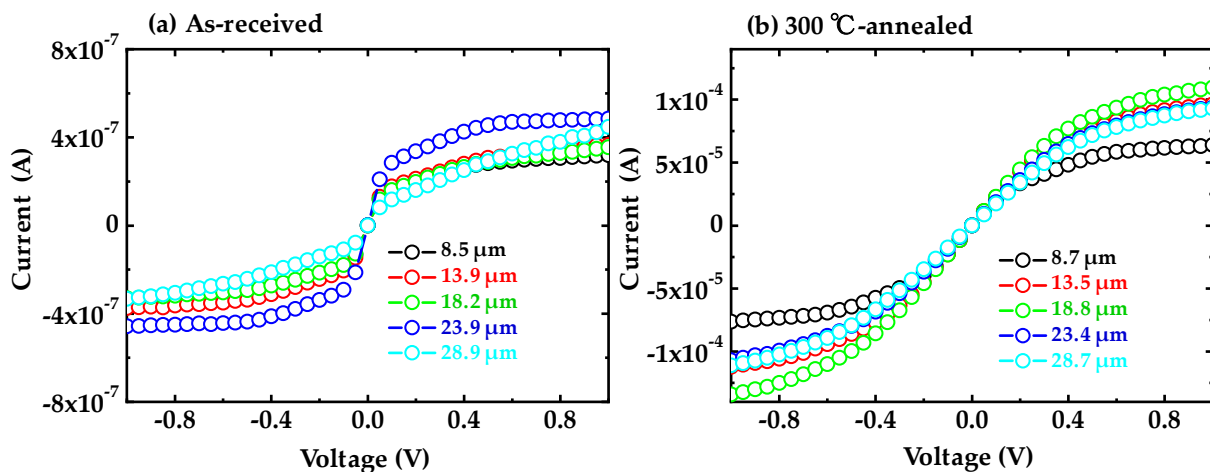 (a) As-received
8x10⁻⁷
4x10⁻⁷
0
-4x10⁻⁷
-8x10⁻⁷
Current (A)
-0.8
-0.4
0.0
0.4
0.8
Voltage (V)
8.5 μm
13.9 μm
18.2 μm
23.9 μm
28.9 μm
(b) 300 ℃-annealed
1x10⁻⁴
5x10⁻⁵
0
-5x10⁻⁵
-1x10⁻⁴
Current (A)
-0.8
-0.4
0.0
0.4
0.8
Voltage (V)
8.7 μm
13.5 μm
18.8 μm
23.4 μm
28.7 μm